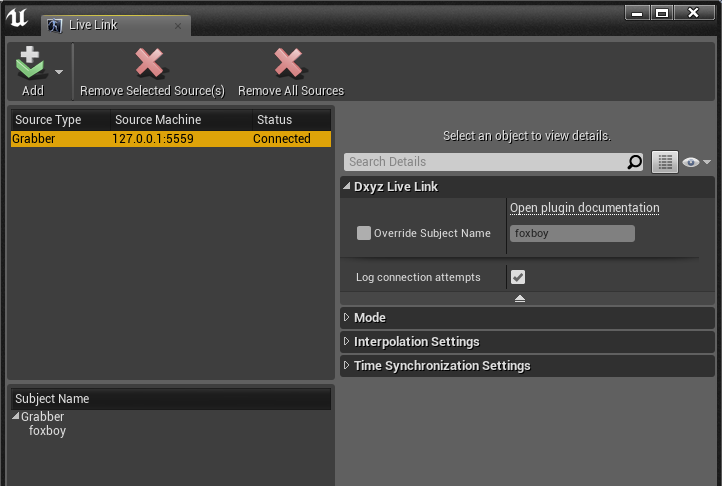 Live Link
Add
Remove Selected Source(s)
Remove All Sources
Source Type Source Machine Status
Grabber 127.0.0.1:5559 Connected
Select an object to view details.
Search Details
Dxyz Live Link
Open plugin documentation
Override Subject Name foxboy
Log connection attempts
Mode
Interpolation Settings
Time Synchronization Settings
Subject Name
Grabber
foxboy